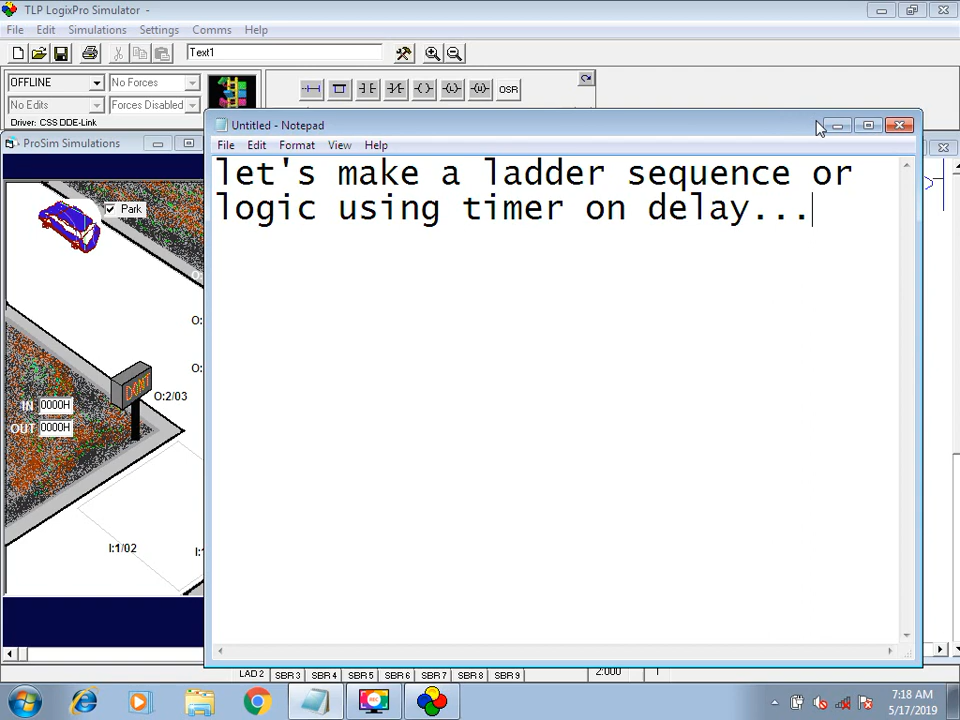 TLP LogixPro Simulator -
File Edit Simulations Settings Comms Help
Text1
OFFLINE No Forces
No Edits Forces Disabled
Driver: CSS DDE-Link
OSR
ProSim Simulations
Untitled - Notepad
File Edit Format View Help
let's make a ladder sequence or
logic using timer on delay...
Park
O:
O:
O:
DONT
O:2/03
IN 0000H
OUT 0000H
I:1/02
I:
LAD 2 SBR 3 SBR 4 SBR 5 SBR 6 SBR 7 SBR 8 SBR 9
2:000
7:18 AM
5/17/2019